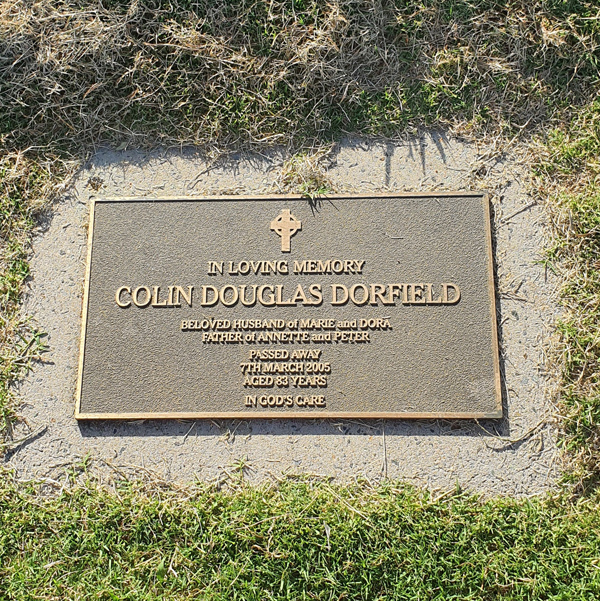 IN LOVING MEMORY
COLIN DOUGLAS DORFIELD
BELOVED HUSBAND of MARIE and DORA
FATHER of ANNETTE and PETER
PASSED AWAY
7TH MARCH 2005
AGED 83 YEARS
IN GOD'S CARE